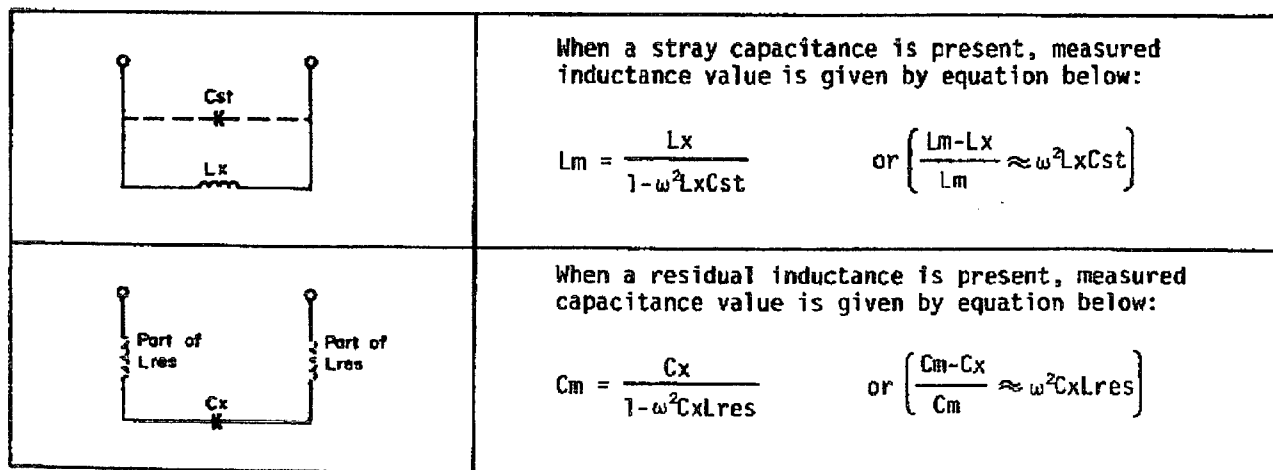 Cst
Lx
When a stray capacitance is present, measured
inductance value is given by equation below:
Lm = Lx / 1-ω²LxCst or (Lm-Lx / Lm ≈ ω²LxCst)
Part of
Lres
Part of
Lres
Cx
When a residual inductance is present, measured
capacitance value is given by equation below:
Cm = Cx / 1-ω²CxLres or (Cm-Cx / Cm ≈ ω²CxLres)